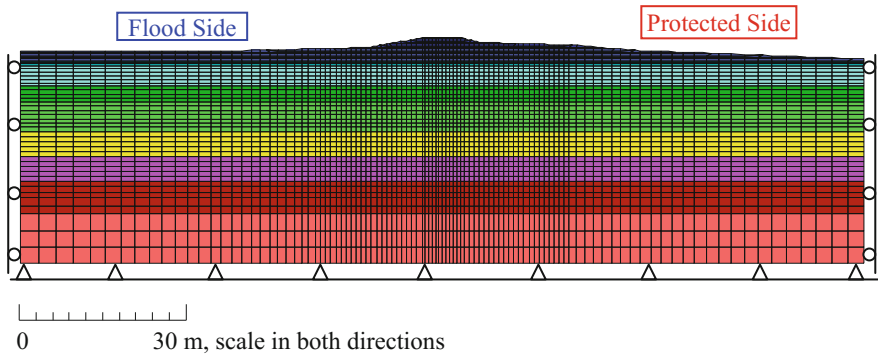 Flood Side
Protected Side
0 30 m, scale in both directions